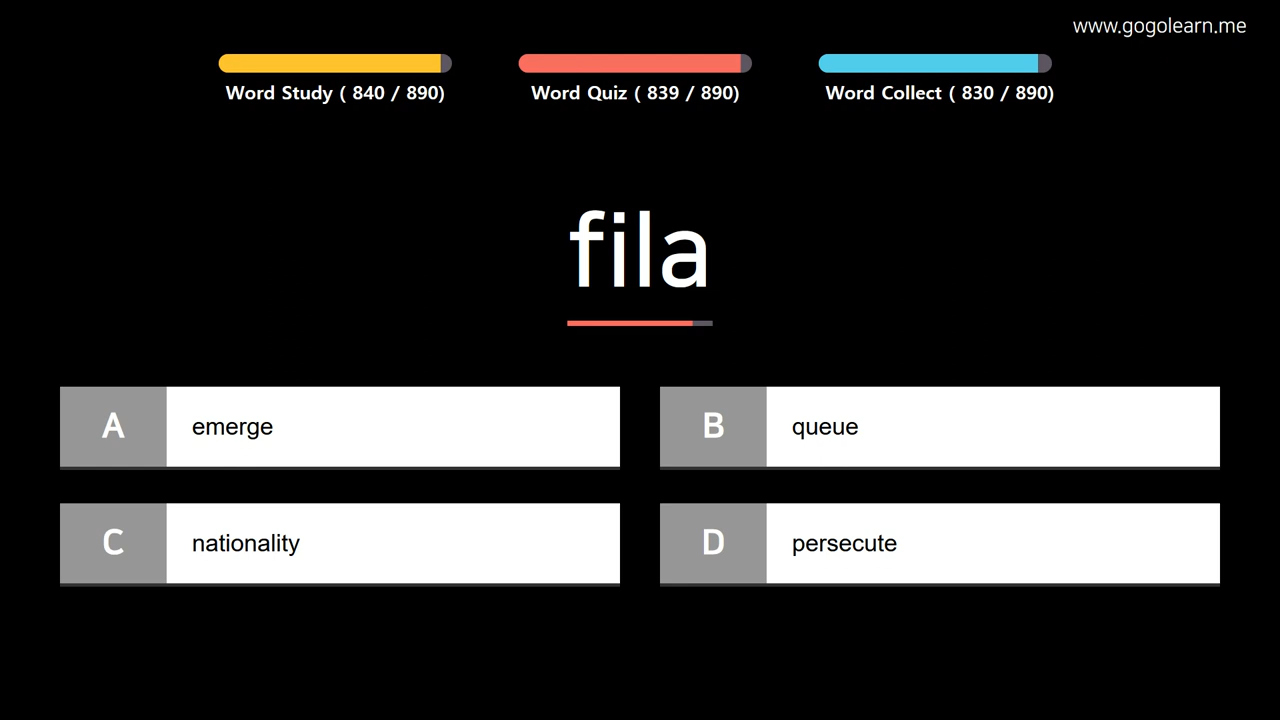 www.gogolearn.me
Word Study ( 840 / 890)
Word Quiz ( 839 / 890)
Word Collect ( 830 / 890)
fila
A emerge
B queue
C nationality
D persecute